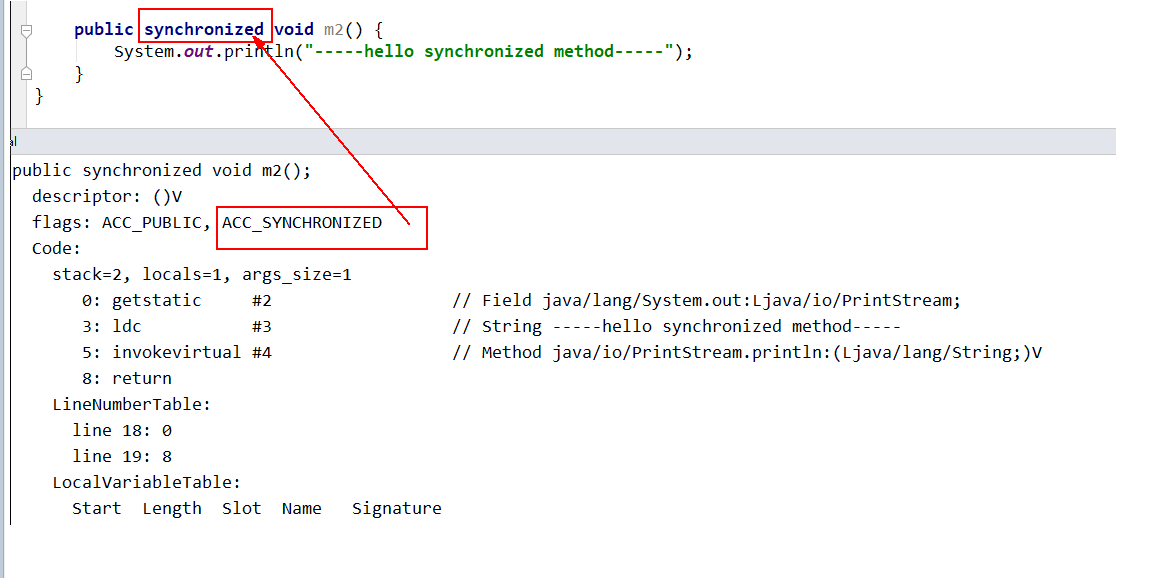 public synchronized void m2() {
System.out.println("-----hello synchronized method-----");
}
}
al
public synchronized void m2();
descriptor: ()V
flags: ACC_PUBLIC, ACC_SYNCHRONIZED
Code:
stack=2, locals=1, args_size=1
0: getstatic #2 // Field java/lang/System.out:Ljava/io/PrintStream;
3: ldc #3 // String -----hello synchronized method-----
5: invokevirtual #4 // Method java/io/PrintStream.println:(Ljava/lang/String;)V
8: return
LineNumberTable:
line 18: 0
line 19: 8
LocalVariableTable:
Start Length Slot Name Signature